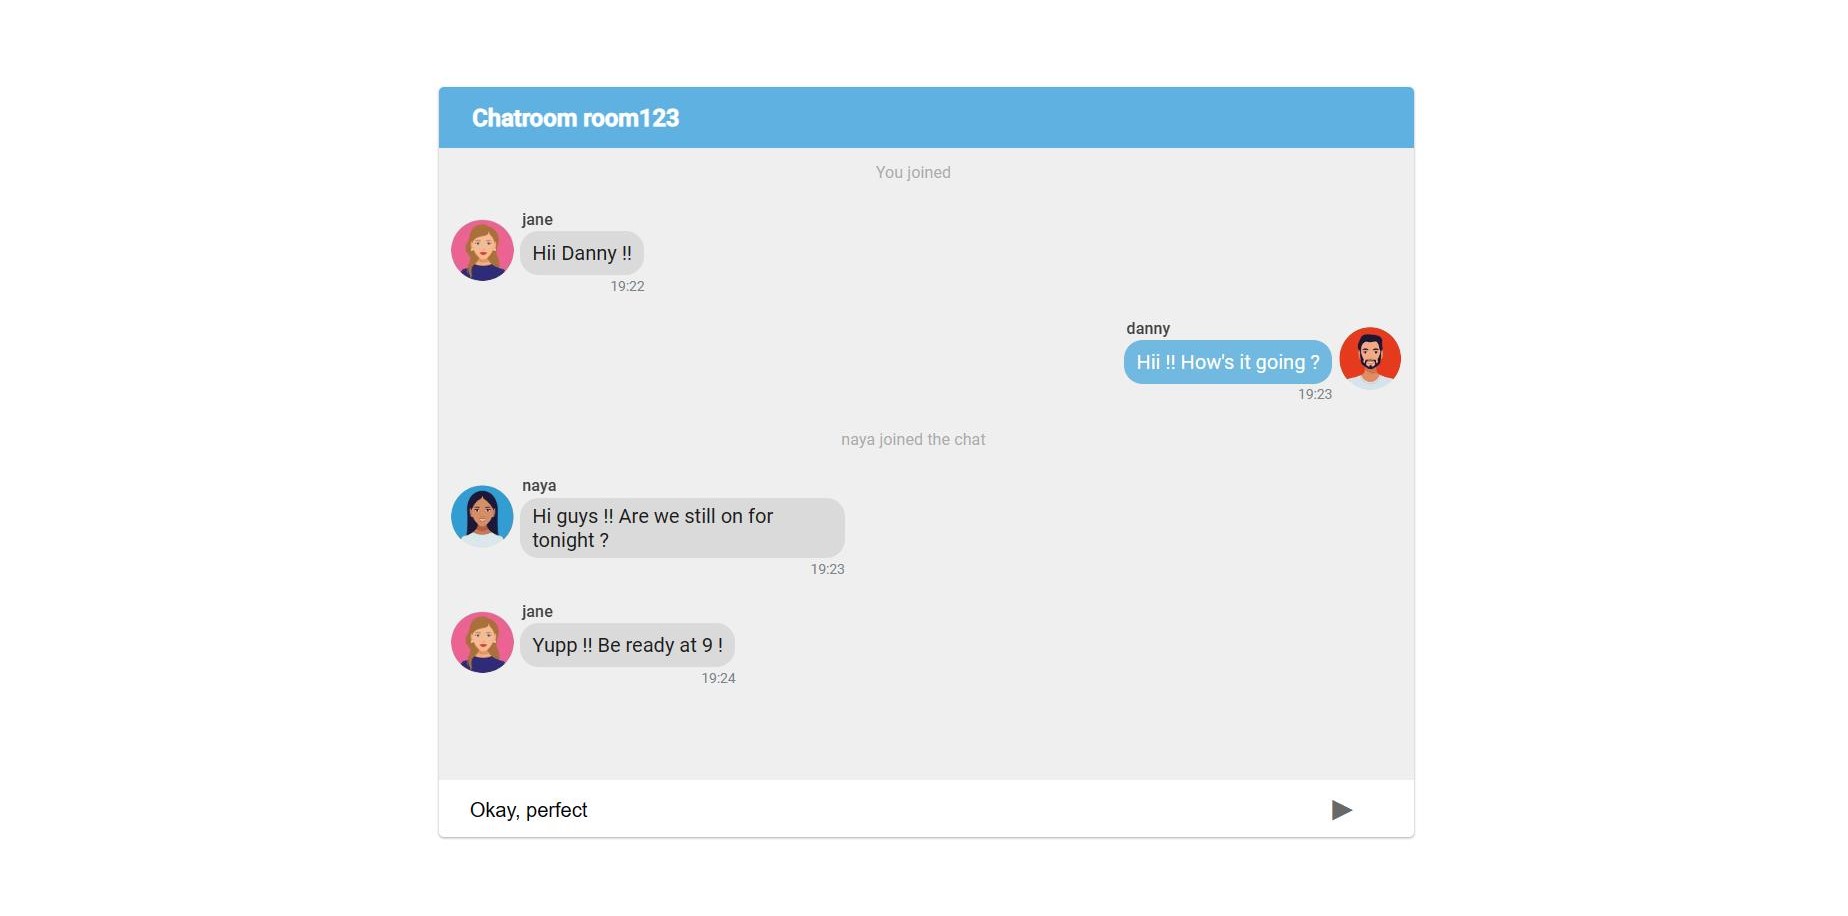 Chatroom room123
You joined
jane
Hii Danny !!
19:22
danny
Hii !! How's it going ?
19:23
naya joined the chat
naya
Hi guys !! Are we still on for
tonight ?
19:23
jane
Yupp !! Be ready at 9 !
19:24
Okay, perfect